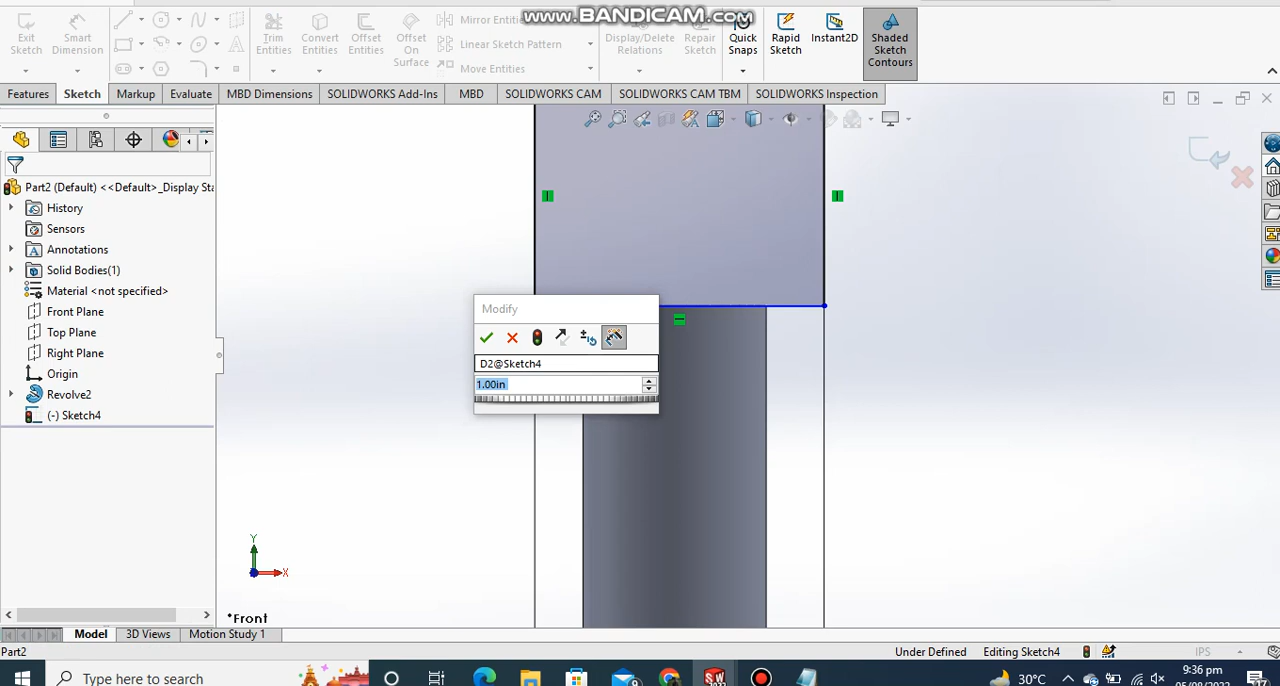 www.BANDICAM.com
Exit Sketch
Smart Dimension
Trim Entities
Convert Entities
Offset Entities
Offset On Surface
Mirror Entities
Linear Sketch Pattern
Move Entities
Display/Delete Relations
Repair Sketch
Quick Snaps
Rapid Sketch
Instant2D
Shaded Sketch Contours
Features
Sketch
Markup
Evaluate
MBD Dimensions
SOLIDWORKS Add-Ins
MBD
SOLIDWORKS CAM
SOLIDWORKS CAM TBM
SOLIDWORKS Inspection
Part2 (Default) <<Default>_Display Sta
History
Sensors
Annotations
Solid Bodies(1)
Material <not specified>
Front Plane
Top Plane
Right Plane
Origin
Revolve2
(-) Sketch4
Modify
D2@Sketch4
1.00in
Y
X
*Front
Model
3D Views
Motion Study 1
Part2
Under Defined
Editing Sketch4
IPS
Type here to search
30°C
9:36 pm